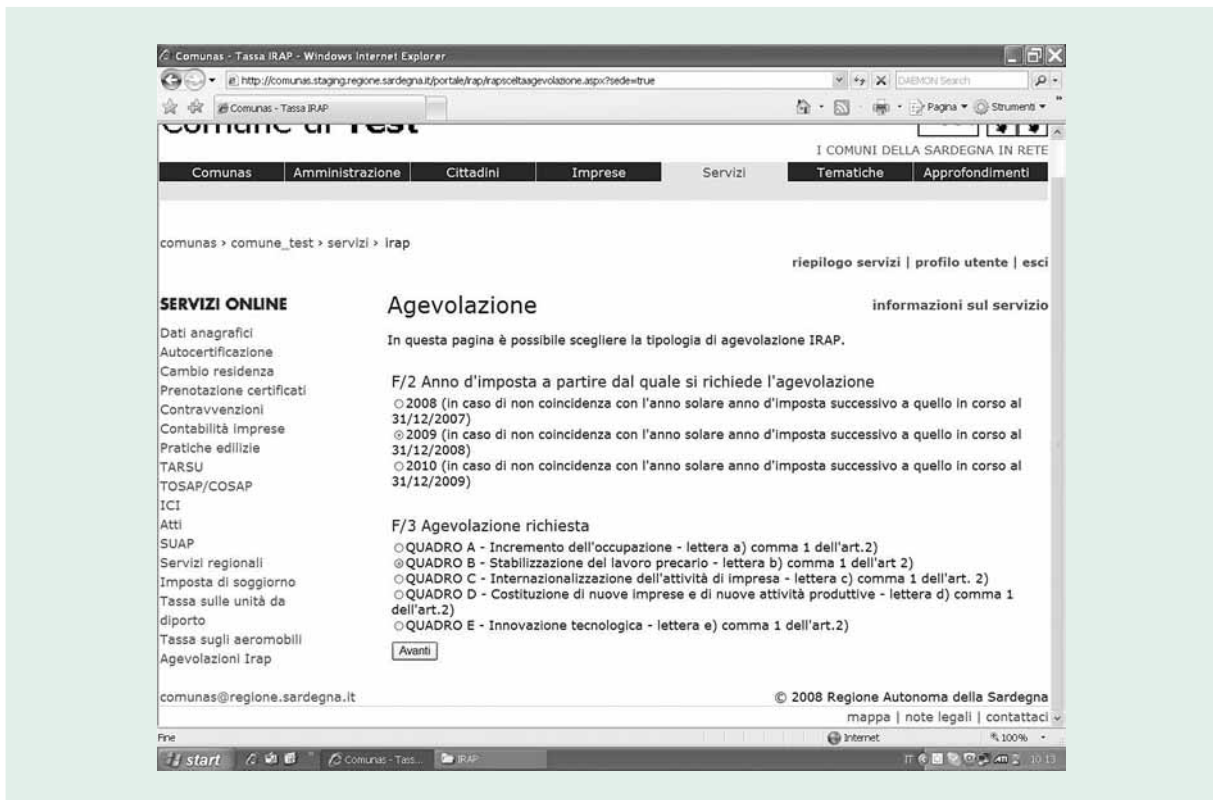 Comunas - Tassa IRAP - Windows Internet Explorer
http://comunas.staging.regione.sardegna.it/portale/irap/irapsceltaagevolazione.aspx?sede=true
DAEMON Search
Comunas - Tassa IRAP
Pagina
Strumenti
Comune di Test
I COMUNI DELLA SARDEGNA IN RETE
Comunas Amministrazione Cittadini Imprese Servizi Tematiche Approfondimenti
comunas > comune_test > servizi > irap
riepilogo servizi | profilo utente | esci
SERVIZI ONLINE
Dati anagrafici
Autocertificazione
Cambio residenza
Prenotazione certificati
Contravvenzioni
Contabilità imprese
Pratiche edilizie
TARSU
TOSAP/COSAP
ICI
Atti
SUAP
Servizi regionali
Imposta di soggiorno
Tassa sulle unità da
diporto
Tassa sugli aeromobili
Agevolazioni Irap
Agevolazione
informazioni sul servizio
In questa pagina è possibile scegliere la tipologia di agevolazione IRAP.
F/2 Anno d'imposta a partire dal quale si richiede l'agevolazione
2008 (in caso di non coincidenza con l'anno solare anno d'imposta successivo a quello in corso al
31/12/2007)
2009 (in caso di non coincidenza con l'anno solare anno d'imposta successivo a quello in corso al
31/12/2008)
2010 (in caso di non coincidenza con l'anno solare anno d'imposta successivo a quello in corso al
31/12/2009)
F/3 Agevolazione richiesta
QUADRO A - Incremento dell'occupazione - lettera a) comma 1 dell'art.2)
QUADRO B - Stabilizzazione del lavoro precario - lettera b) comma 1 dell'art 2)
QUADRO C - Internazionalizzazione dell'attività di impresa - lettera c) comma 1 dell'art. 2)
QUADRO D - Costituzione di nuove imprese e di nuove attività produttive - lettera d) comma 1
dell'art.2)
QUADRO E - Innovazione tecnologica - lettera e) comma 1 dell'art.2)
Avanti
comunas@regione.sardegna.it
© 2008 Regione Autonoma della Sardegna
mappa | note legali | contattaci
Fine
Internet
100%
start
Comunas - Tass...
IRAP
IT
10.13